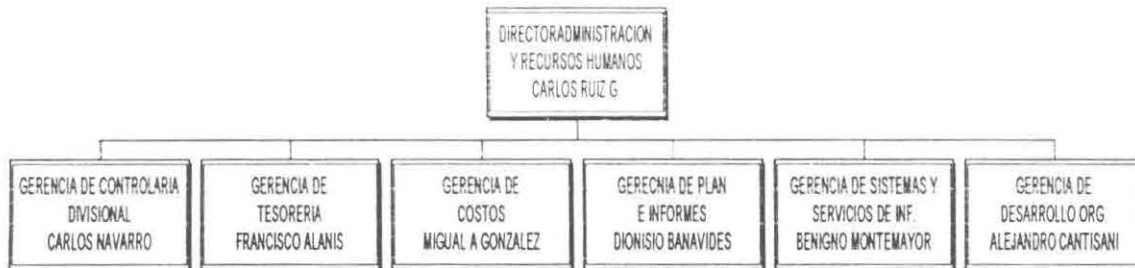 DIRECTORADMINISTRACION
Y RECURSOS HUMANOS
CARLOS RUIZ G
GERENCIA DE CONTROLARIA
DIVISIONAL
CARLOS NAVARRO
GERENCIA DE
TESORERIA
FRANCISCO ALANIS
GERENCIA DE
COSTOS
MIGUAL A GONZALEZ
GERECNIA DE PLAN
E INFORMES
DIONISIO BANAVIDES
GERENCIA DE SISTEMAS Y
SERVICIOS DE INF.
BENIGNO MONTEMAYOR
GERENCIA DE
DESARROLLO ORG
ALEJANDRO CANTISANI